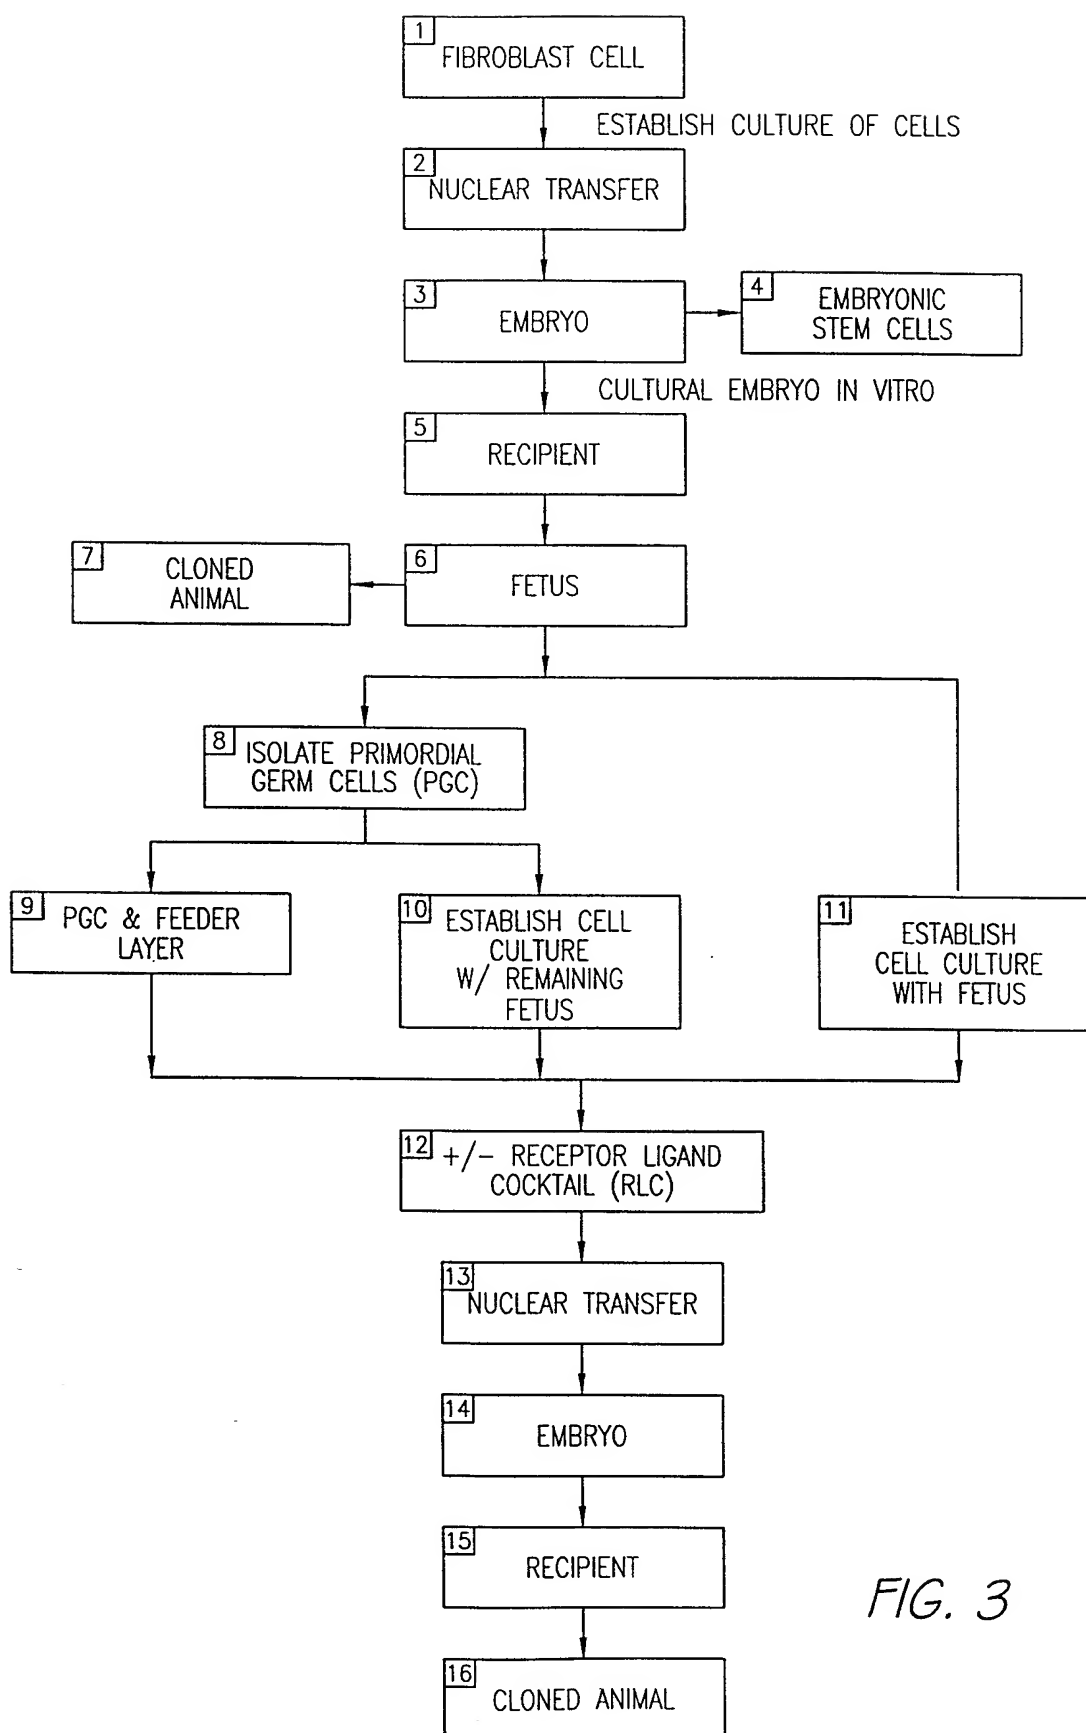 1
FIBROBLAST CELL
ESTABLISH CULTURE OF CELLS
2
NUCLEAR TRANSFER
3
EMBRYO
4
EMBRYONIC
STEM CELLS
CULTURAL EMBRYO IN VITRO
5
RECIPIENT
7
CLONED
ANIMAL
6
FETUS
8
ISOLATE PRIMORDIAL
GERM CELLS (PGC)
9
PGC & FEEDER
LAYER
10
ESTABLISH CELL
CULTURE
W/ REMAINING
FETUS
11
ESTABLISH
CELL CULTURE
WITH FETUS
12
+/- RECEPTOR LIGAND
COCKTAIL (RLC)
13
NUCLEAR TRANSFER
14
EMBRYO
15
RECIPIENT
16
CLONED ANIMAL
FIG. 3